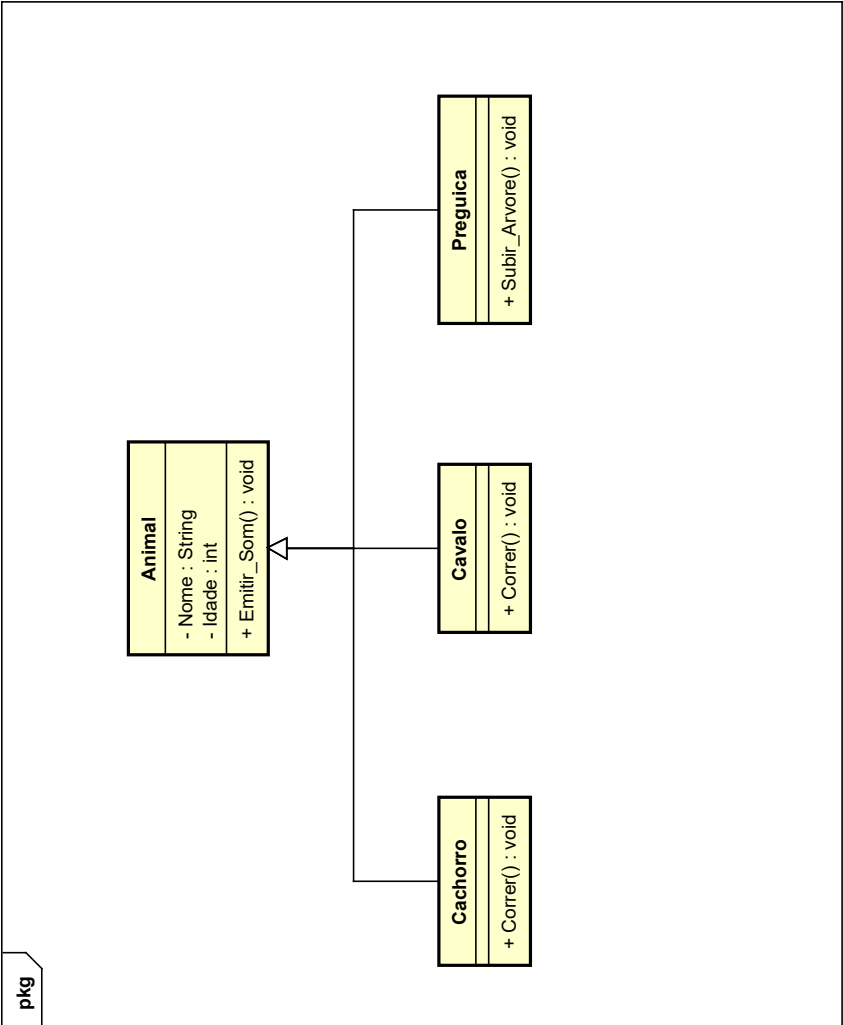 pkg
Animal
- Nome : String
- Idade : int
+ Emitir_Som() : void
Cachorro
+ Correr() : void
Cavalo
+ Correr() : void
Preguica
+ Subir_Arvore() : void